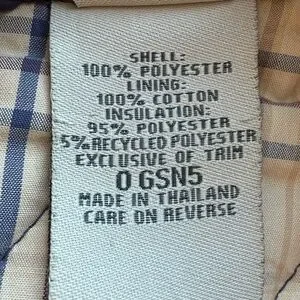 SHELL:
100% POLYESTER
LINING:
100% COTTON
INSULATION:
95% POLYESTER
5% RECYCLED POLYESTER
EXCLUSIVE OF TRIM
0 GSN5
MADE IN THAILAND
CARE ON REVERSE